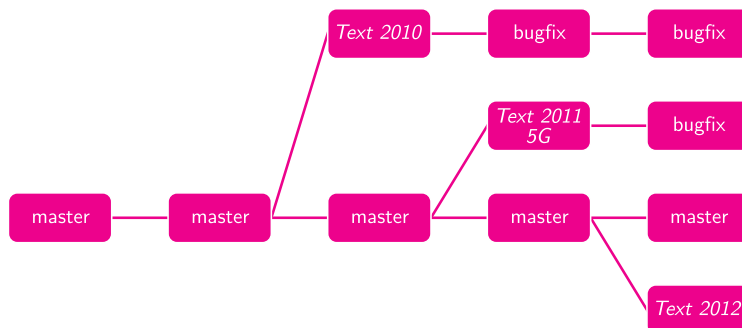 Text 2010
bugfix
bugfix
Text 2011
5G
bugfix
master
master
master
master
master
Text 2012